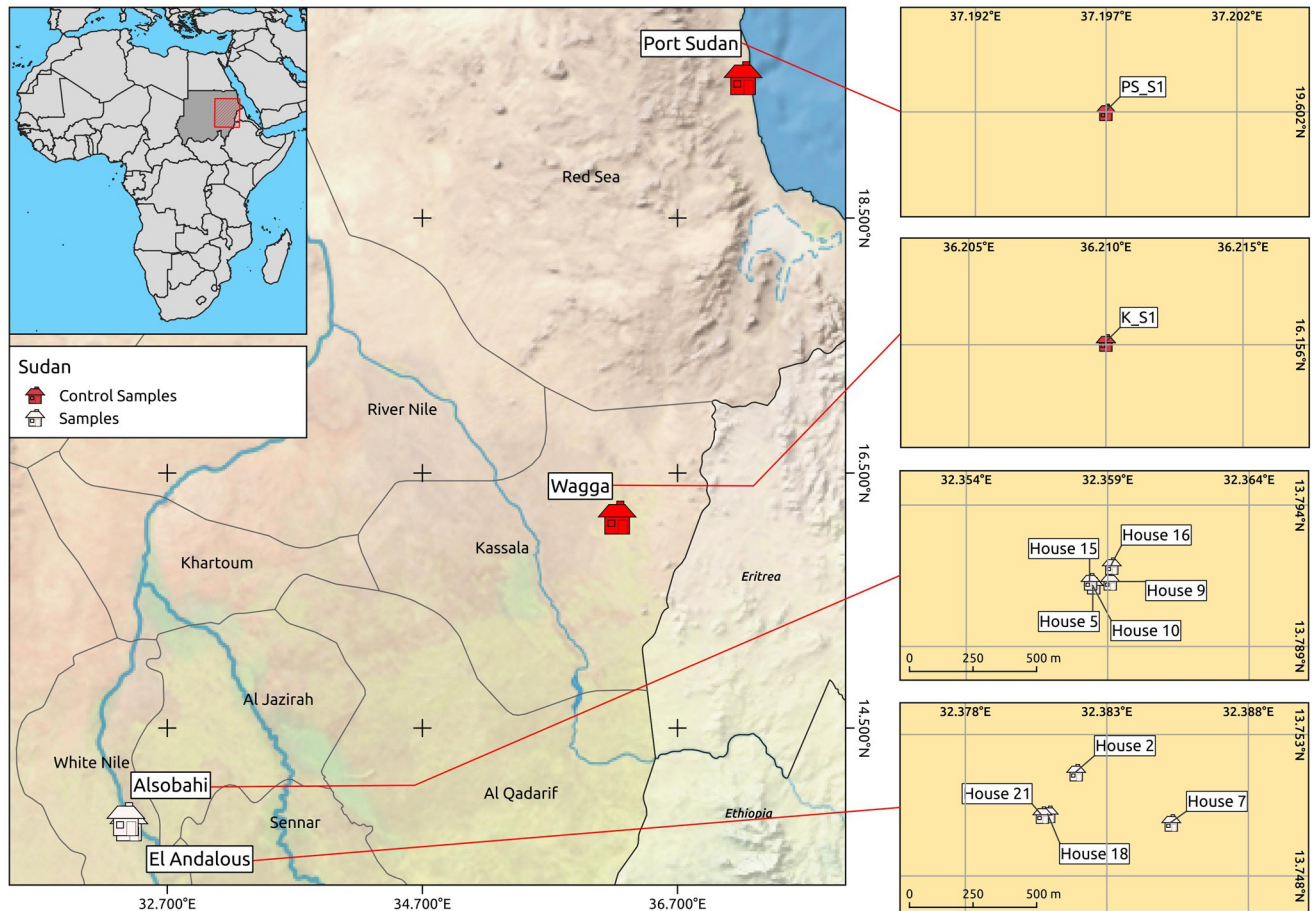 Sudan
Control Samples
Samples
Port Sudan
Red Sea
River Nile
Wagga
Kassala
Khartoum
Eritrea
Al Jazirah
White Nile
Alsobahi
Al Qadarif
Sennar
Ethiopia
El Andalous
18.500°N
16.500°N
14.500°N
32.700°E
34.700°E
36.700°E
37.192°E
37.197°E
37.202°E
PS_S1
19.602°N
36.205°E
36.210°E
36.215°E
K_S1
16.156°N
32.354°E
32.359°E
32.364°E
13.794°N
House 15
House 16
House 9
House 5
House 10
13.789°N
0 250 500 m
32.378°E
32.383°E
32.388°E
13.753°N
House 2
House 21
House 7
House 18
13.748°N
0 250 500 m